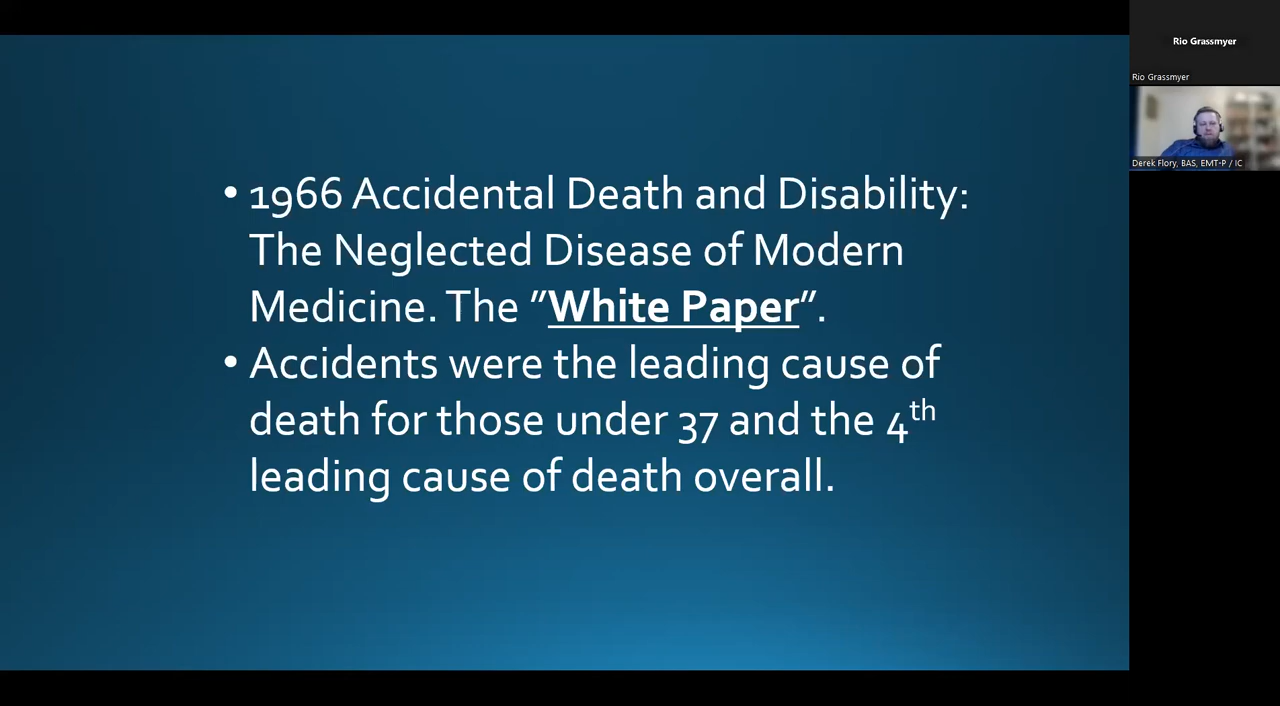 Rio Grassmyer
Rio Grassmyer
Derek Flory, BAS, EMT-P / IC
• 1966 Accidental Death and Disability:
The Neglected Disease of Modern
Medicine. The ”White Paper”.
• Accidents were the leading cause of
death for those under 37 and the 4th
leading cause of death overall.